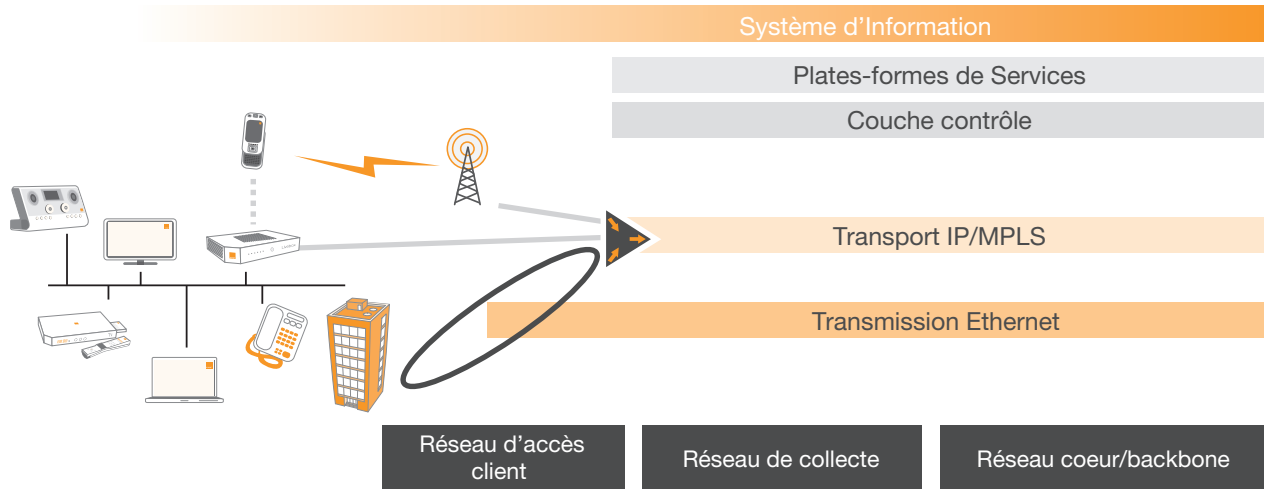 Système d'Information
Plates-formes de Services
Couche contrôle
Transport IP/MPLS
Transmission Ethernet
Réseau d'accès
client
Réseau de collecte
Réseau coeur/backbone